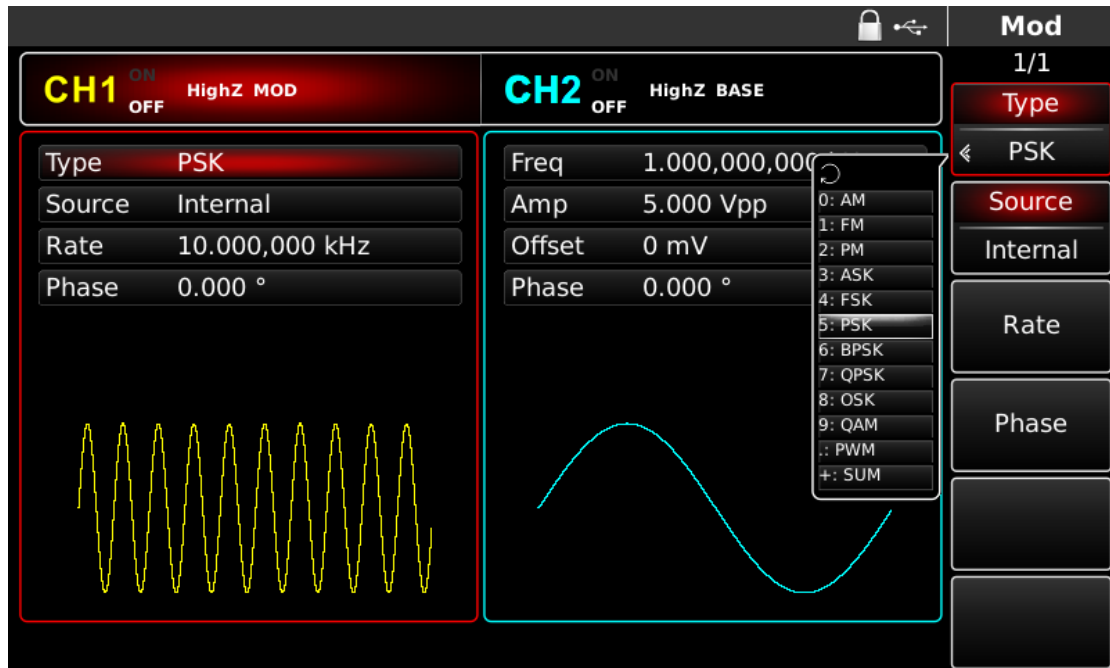 Mod
1/1
CH1 ON OFF HighZ MOD
CH2 ON OFF HighZ BASE
Type PSK
Source Internal
Rate 10.000,000 kHz
Phase 0.000 °
Freq 1.000,000,000
Amp 5.000 Vpp
Offset 0 mV
Phase 0.000 °
0: AM
1: FM
2: PM
3: ASK
4: FSK
5: PSK
6: BPSK
7: QPSK
8: OSK
9: QAM
.: PWM
+: SUM
Type
PSK
Source
Internal
Rate
Phase